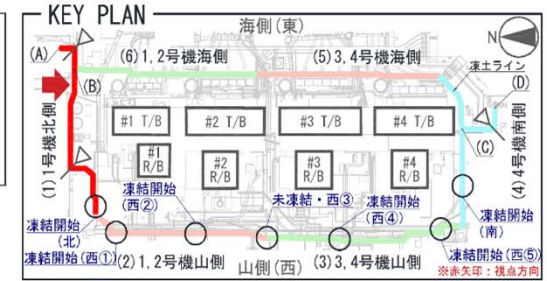 KEY PLAN
海側(東)
N
(A)
(6)1,2号機海側
(5)3,4号機海側
凍土ライン
(D)
(B)
#1 T/B
#2 T/B
#3 T/B
#4 T/B
(C)
(1)1号機北側
#1
R/B
#2
R/B
#3
R/B
#4
R/B
(4)4号機南側
凍結開始
(西②)
未凍結・西③
凍結開始
(西④)
凍結開始
(北)
凍結開始
(南)
凍結開始(西①)
(2)1,2号機山側
山側(西)
(3)3,4号機山側
凍結開始(西⑤)
※赤矢印:視点方向